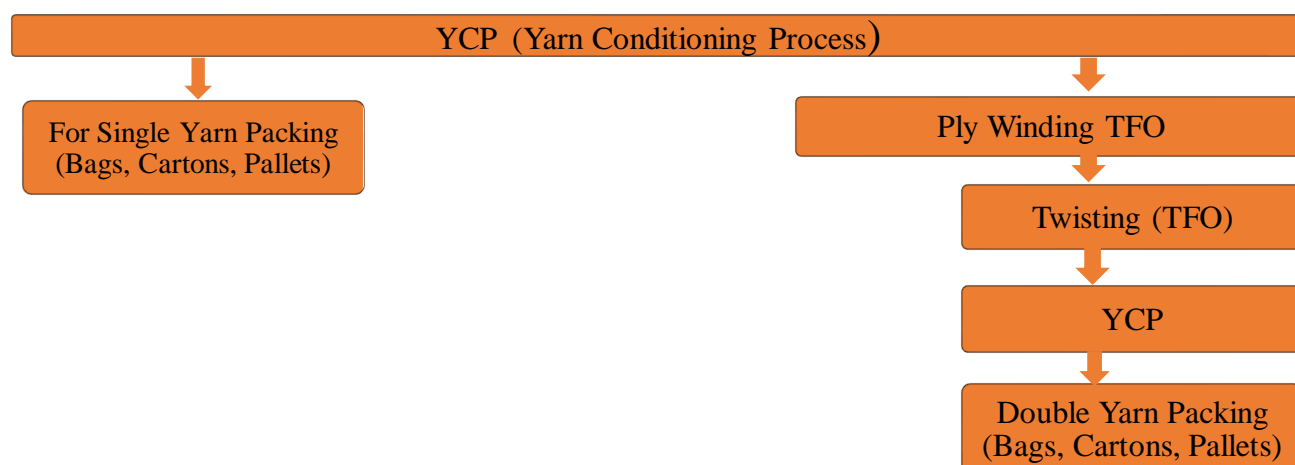 YCP (Yarn Conditioning Process)
For Single Yarn Packing
(Bags, Cartons, Pallets)
Ply Winding TFO
Twisting (TFO)
YCP
Double Yarn Packing
(Bags, Cartons, Pallets)